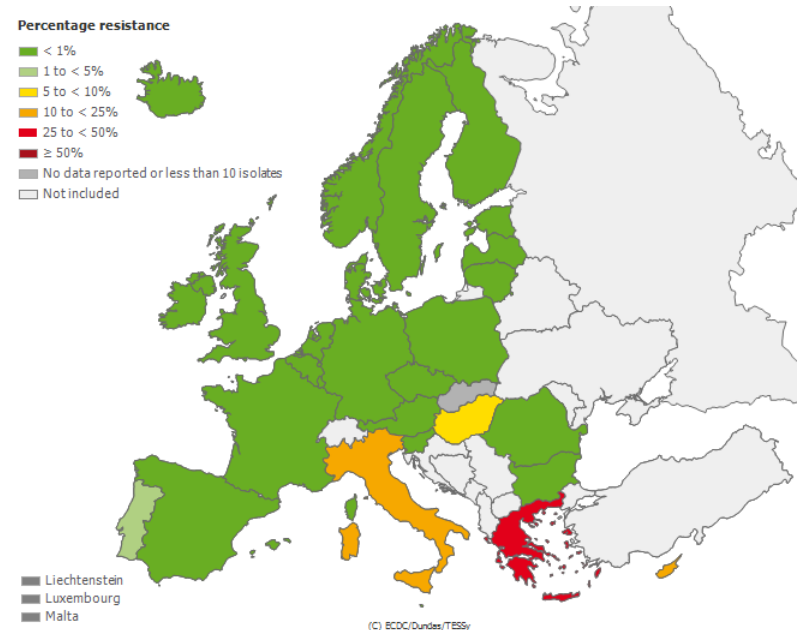 Percentage resistance
< 1%
1 to < 5%
5 to < 10%
10 to < 25%
25 to < 50%
≥ 50%
No data reported or less than 10 isolates
Not included
Liechtenstein
Luxembourg
Malta
(C) ECDC/Dundas/TESSy